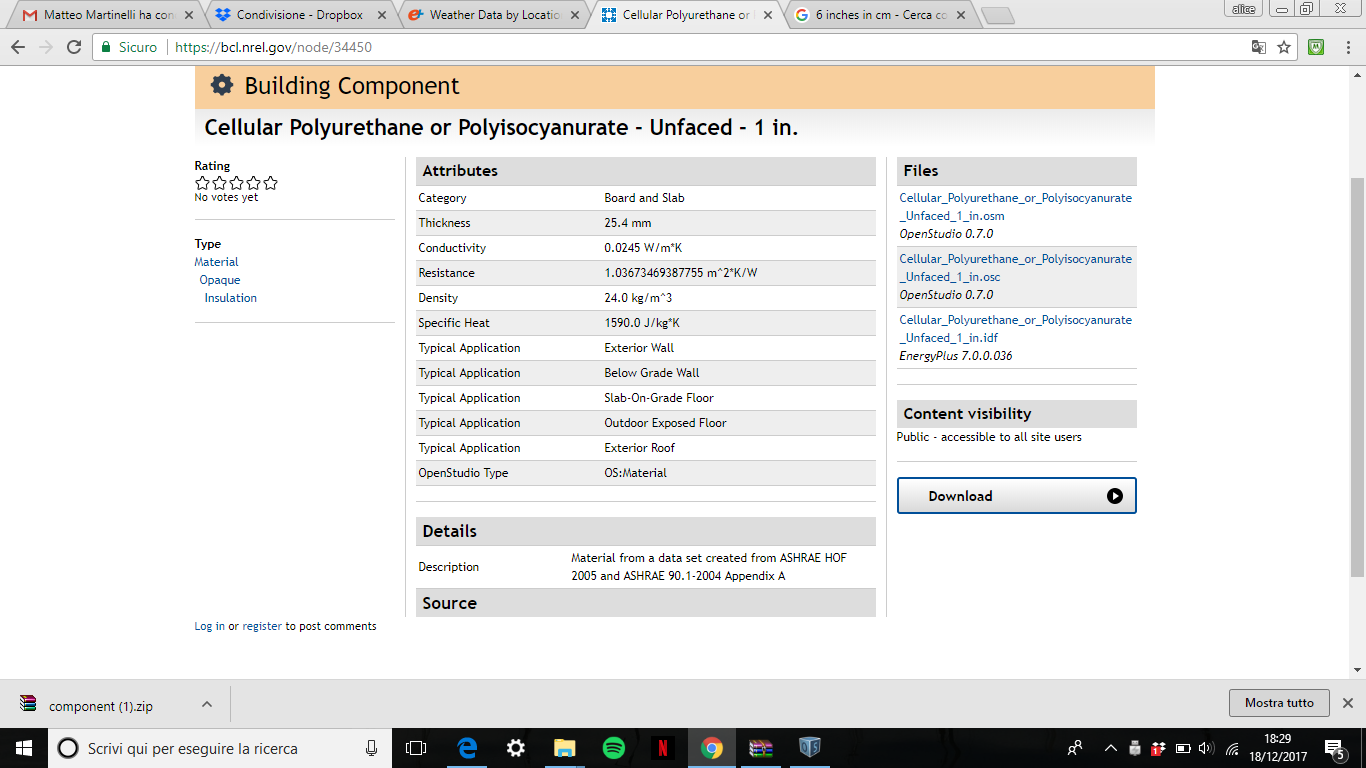 Matteo Martinelli ha con
Condivisione - Dropbox
Weather Data by Locatio
Cellular Polyurethane or
6 inches in cm - Cerca co
alice
Sicuro
https://bcl.nrel.gov/node/34450
Building Component
Cellular Polyurethane or Polyisocyanurate - Unfaced - 1 in.
Rating
No votes yet
Type
Material
Opaque
Insulation
Attributes
Category Board and Slab
Thickness 25.4 mm
Conductivity 0.0245 W/m*K
Resistance 1.03673469387755 m^2*K/W
Density 24.0 kg/m^3
Specific Heat 1590.0 J/kg*K
Typical Application Exterior Wall
Typical Application Below Grade Wall
Typical Application Slab-On-Grade Floor
Typical Application Outdoor Exposed Floor
Typical Application Exterior Roof
OpenStudio Type OS:Material
Details
Description
Material from a data set created from ASHRAE HOF
2005 and ASHRAE 90.1-2004 Appendix A
Source
Files
Cellular_Polyurethane_or_Polyisocyanurate
_Unfaced_1_in.osm
OpenStudio 0.7.0
Cellular_Polyurethane_or_Polyisocyanurate
_Unfaced_1_in.osc
OpenStudio 0.7.0
Cellular_Polyurethane_or_Polyisocyanurate
_Unfaced_1_in.idf
EnergyPlus 7.0.0.036
Content visibility
Public - accessible to all site users
Download
Log in or register to post comments
component (1).zip
Mostra tutto
Scrivi qui per eseguire la ricerca
18:29
18/12/2017
5